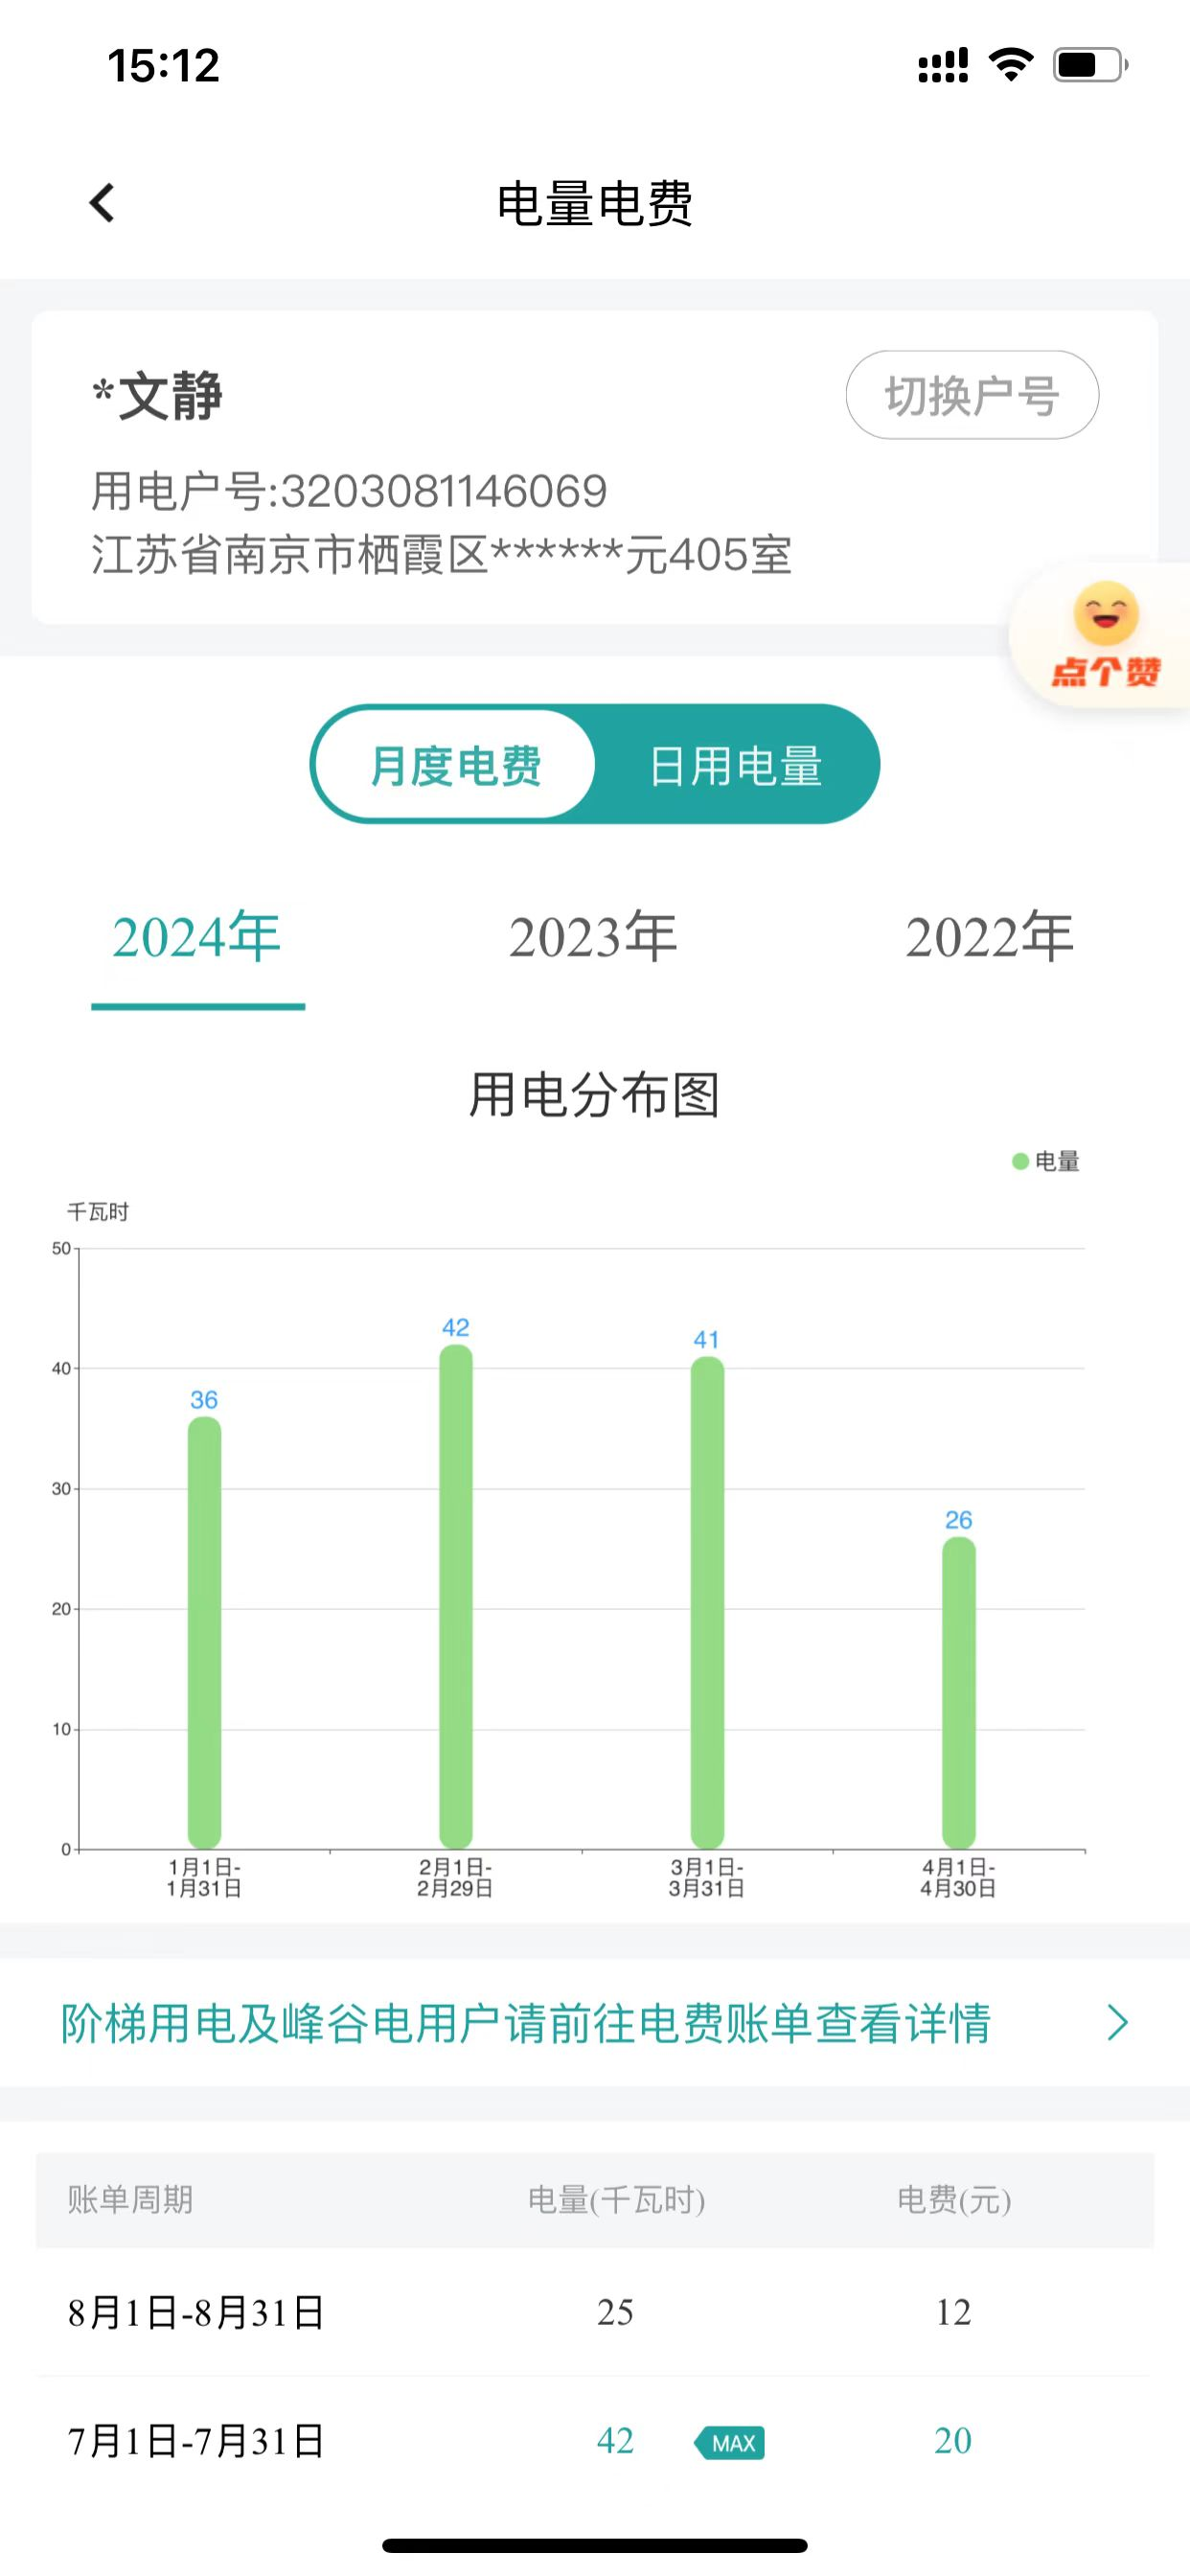 15:12
电量电费
*文静
切换户号
用电户号:3203081146069
江苏省南京市栖霞区******元405室
点个赞
月度电费
日用电量
2024年
2023年
2022年
用电分布图
电量
千瓦时
50
40
30
20
10
0
36
42
41
26
1月1日-
1月31日
2月1日-
2月29日
3月1日-
3月31日
4月1日-
4月30日
阶梯用电及峰谷电用户请前往电费账单查看详情
账单周期 电量(千瓦时) 电费(元)
8月1日-8月31日 25 12
7月1日-7月31日 42 MAX 20